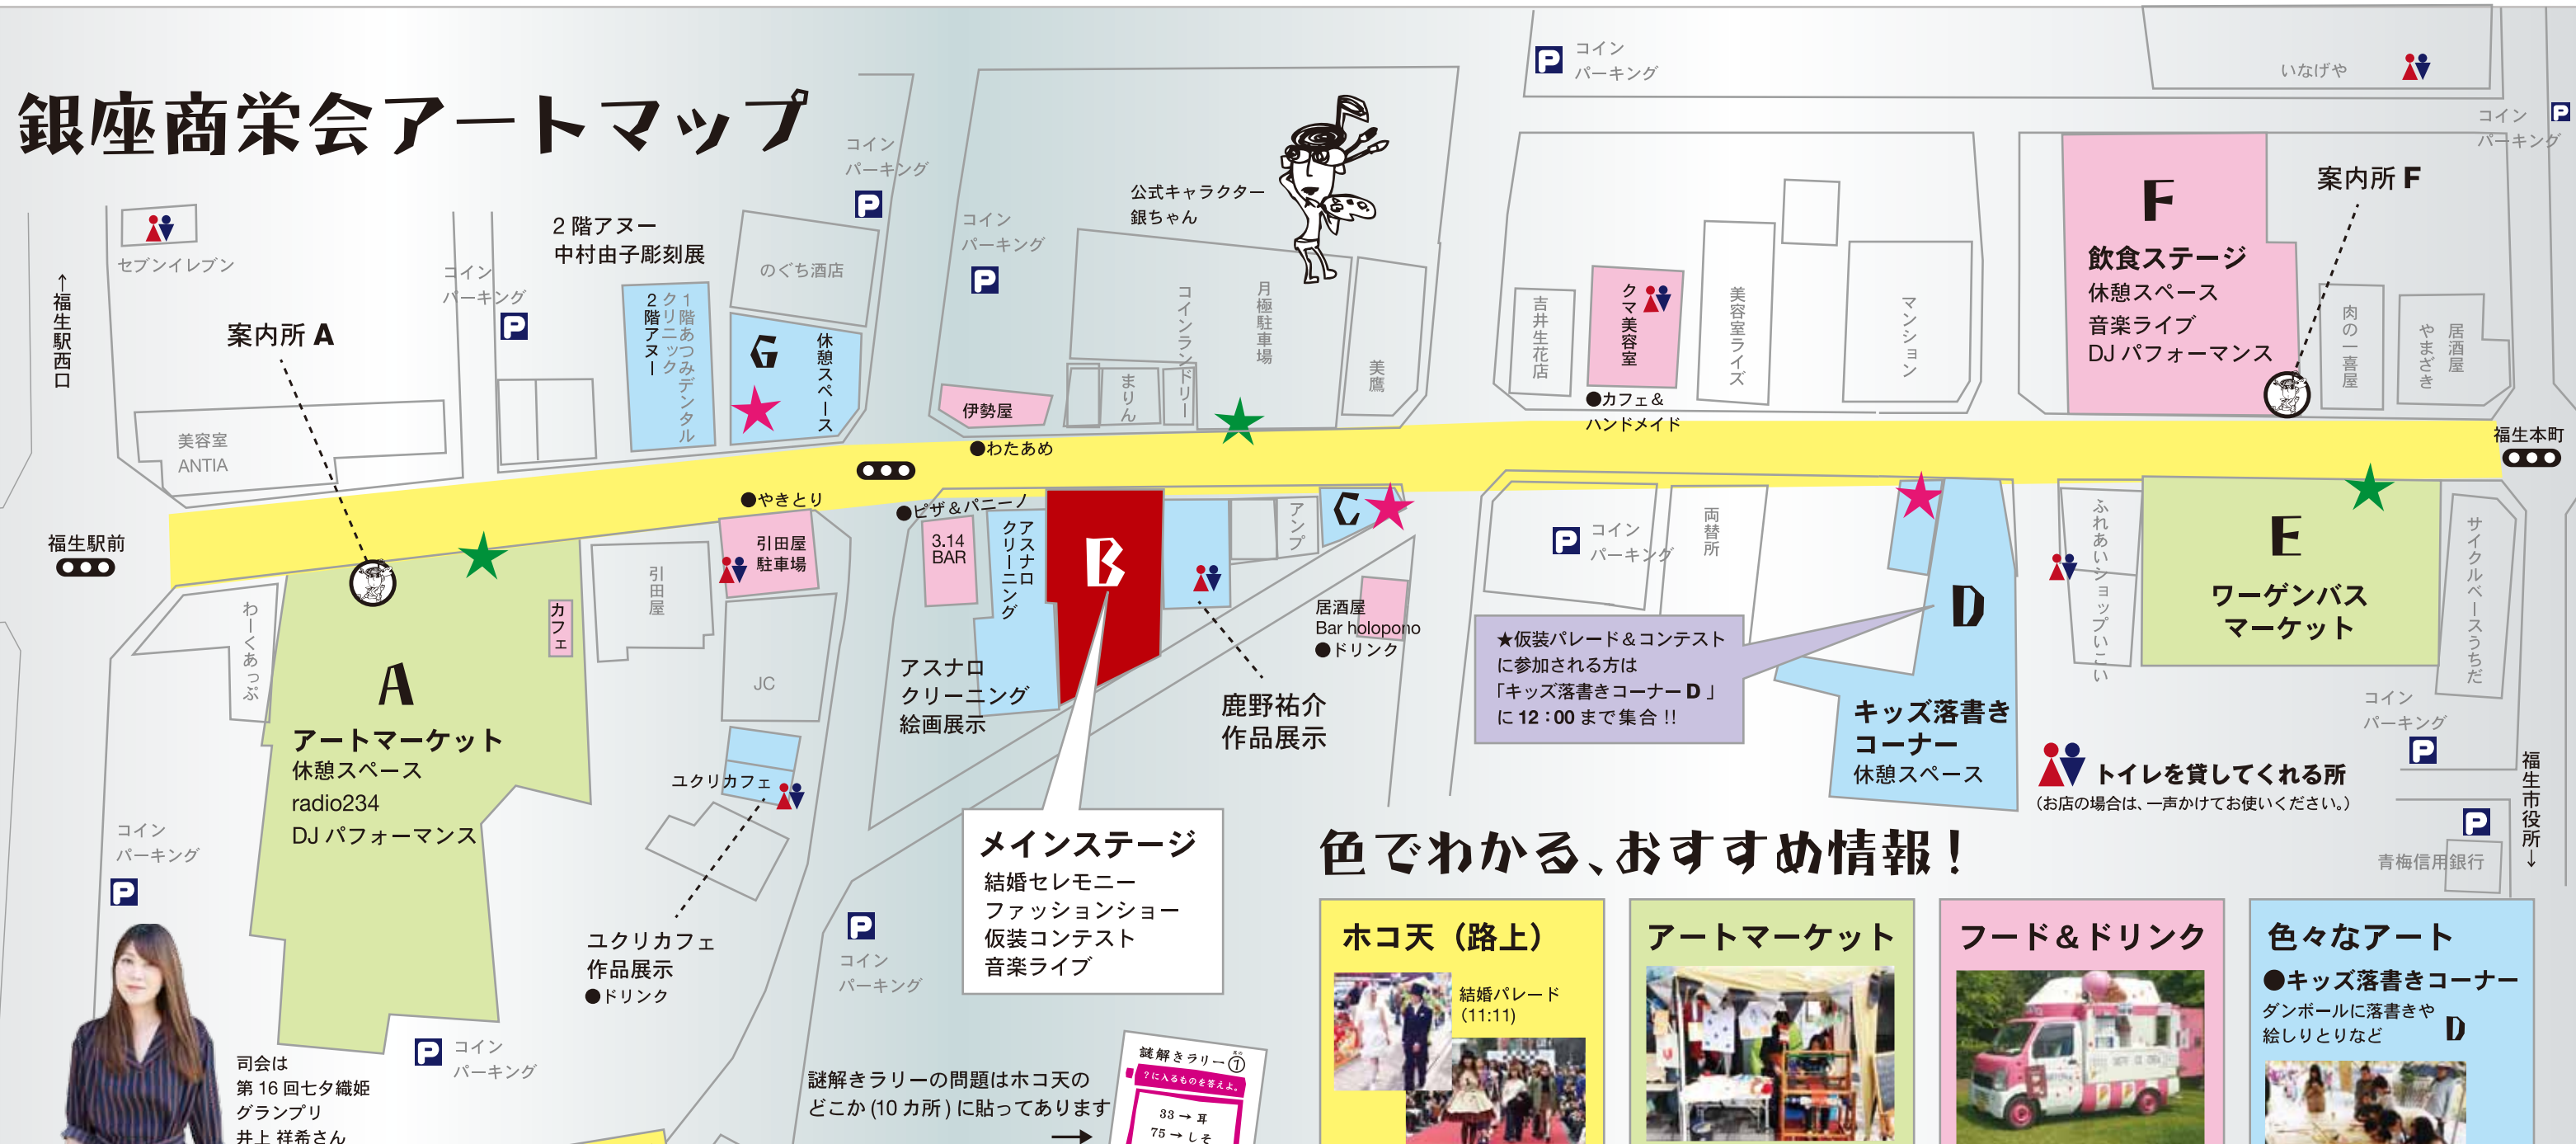 銀座商栄会アートマップ
コイン
パーキング
いなげや
コイン
パーキング
コイン
パーキング
公式キャラクター
銀ちゃん
案内所 F
セブンイレブン
↑福生駅西口
コイン
パーキング
2 階アヌー
中村由子彫刻展
のぐち酒店
コイン
パーキング
案内所 A
1階あつみデンタル
クリニック
2階アヌー
G
休憩スペース
コインランドリー
月極駐車場
美鷹
まりん
伊勢屋
●わたあめ
吉井生花店
クマ美容室
●カフェ＆
ハンドメイド
美容室ライズ
マンション
F
飲食ステージ
休憩スペース
音楽ライブ
DJ パフォーマンス
肉の一喜屋
居酒屋
やまざき
福生本町
美容室
ANTIA
福生駅前
●やきとり
引田屋
駐車場
引田屋
JC
わーくあっぷ
カフェ
A
アートマーケット
休憩スペース
radio234
DJ パフォーマンス
●ピザ＆パニーノ
3.14
BAR
アスナロ
クリーニング
アスナロ
クリーニング
絵画展示
B
アンプ
C
居酒屋
Bar holopono
●ドリンク
鹿野祐介
作品展示
コイン
パーキング
両替所
★仮装パレード＆コンテスト
に参加される方は
「キッズ落書きコーナー D 」
に 12：00 まで集合 !!
D
キッズ落書き
コーナー
休憩スペース
ふれあいショップいこい
E
ワーゲンバス
マーケット
サイクルベースうちだ
コイン
パーキング
福生市役所↓
青梅信用銀行
トイレを貸してくれる所
（お店の場合は、一声かけてお使いください。）
ユクリカフェ
ユクリカフェ
作品展示
●ドリンク
メインステージ
結婚セレモニー
ファッションショー
仮装コンテスト
音楽ライブ
コイン
パーキング
コイン
パーキング
コイン
パーキング
司会は
第 16 回七夕織姫
グランプリ
井上 祥希さん
謎解きラリーの問題はホコ天の
どこか (10 カ所 ) に貼ってあります
→
謎解きラリー その①
？に入るものを答えよ。
33 → 耳
75 → しそ
色でわかる、おすすめ情報！
ホコ天（路上）
結婚パレード
（11:11）
アートマーケット
フード＆ドリンク
色々なアート
●キッズ落書きコーナー
ダンボールに落書きや
絵しりとりなど
D